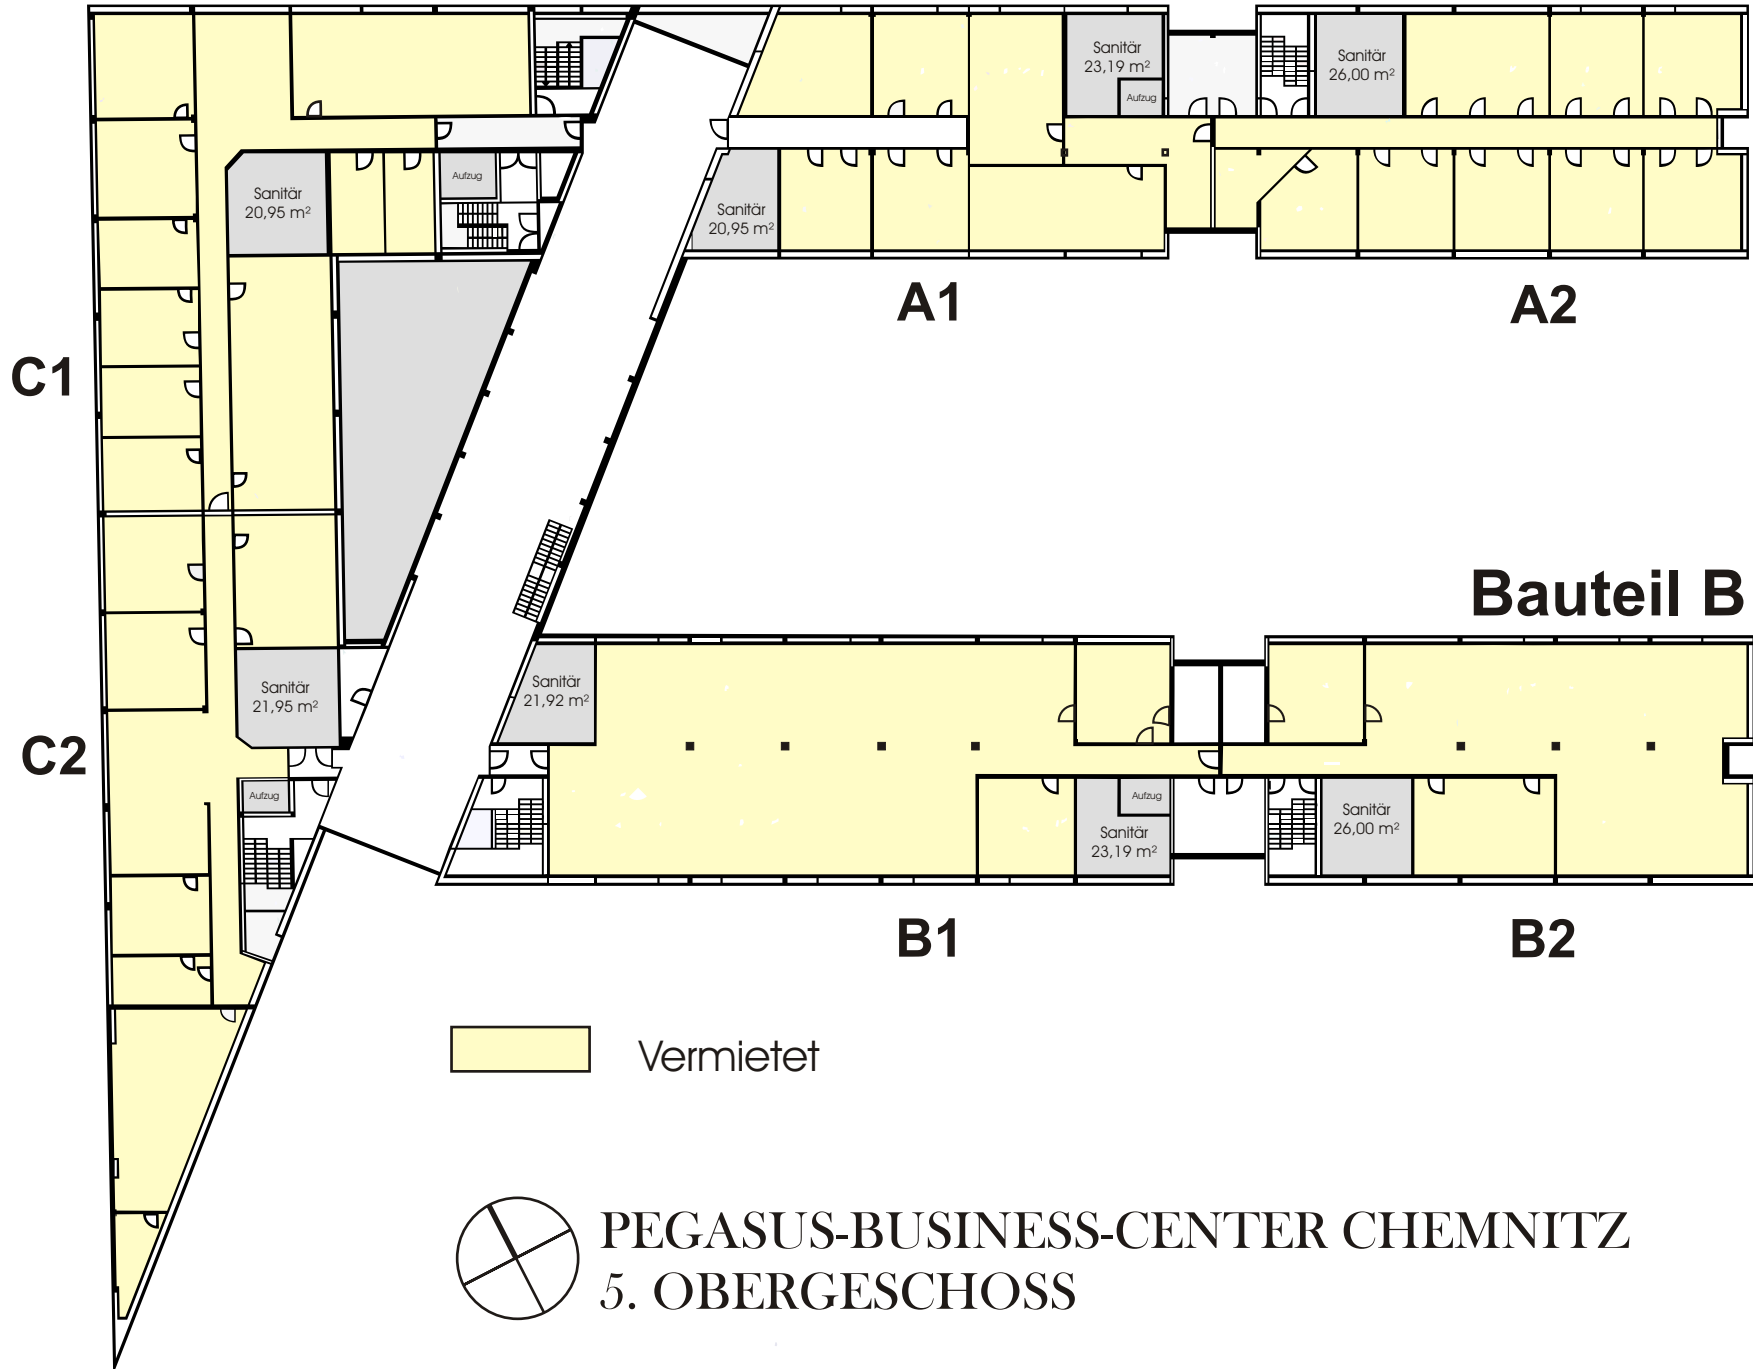 Sanitär
23,19 m²
Aufzug
Sanitär
26,00 m²
Sanitär
20,95 m²
Aufzug
Sanitär
20,95 m²
A1
A2
C1
Bauteil B
Sanitär
21,95 m²
Sanitär
21,92 m²
C2
Aufzug
Aufzug
Sanitär
23,19 m²
Sanitär
26,00 m²
B1
B2
Vermietet
PEGASUS-BUSINESS-CENTER CHEMNITZ
5. OBERGESCHOSS